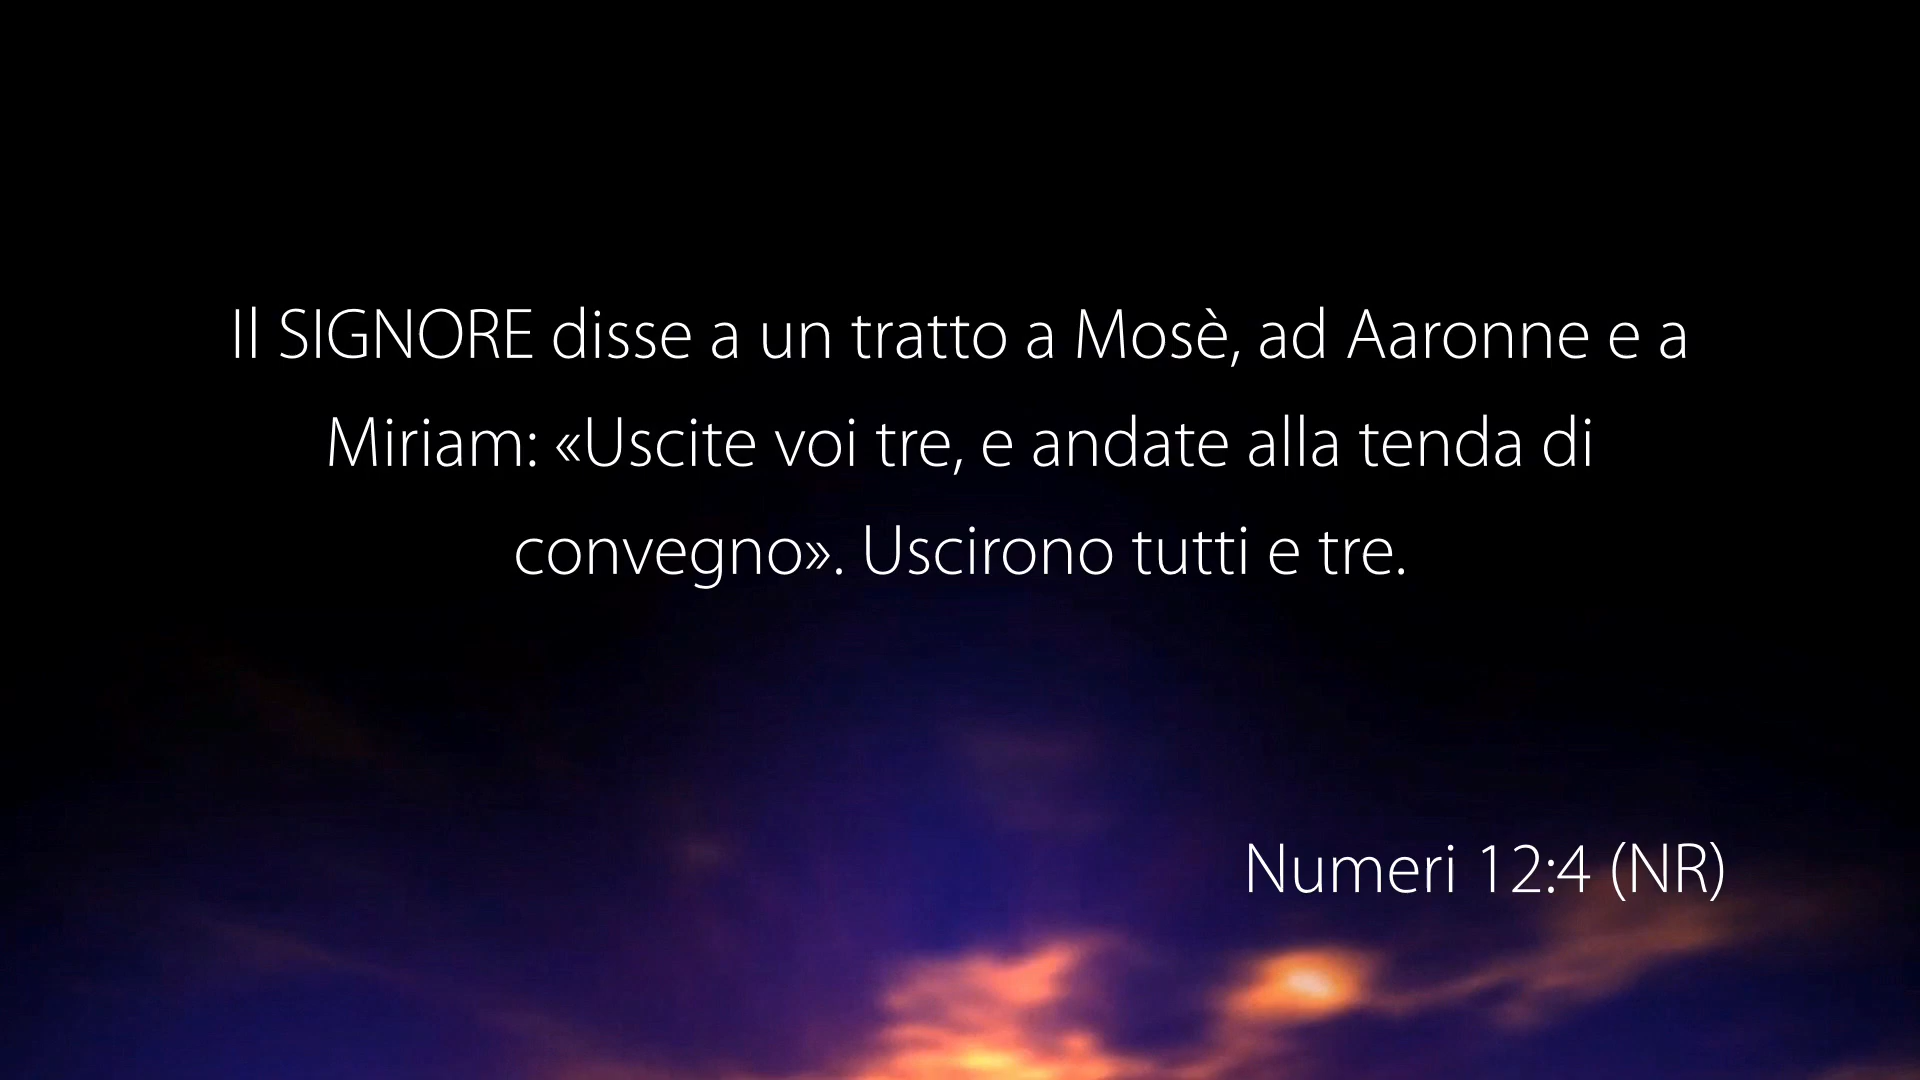 Il SIGNORE disse a un tratto a Mosè, ad Aaronne e a
Miriam: «Uscite voi tre, e andate alla tenda di
convegno». Uscirono tutti e tre.
Numeri 12:4 (NR)